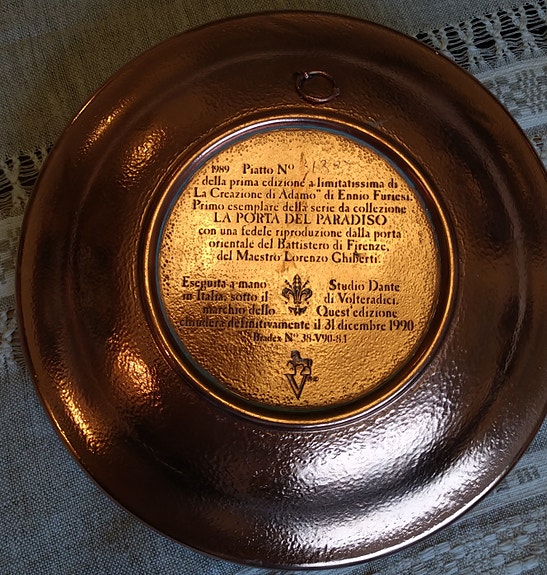 1989 Piatto Nº
della prima edizione a limitatissima di
"La Creazione di Adamo" di Ennio Furiesi.
Primo esemplare della serie da collezione
LA PORTA DEL PARADISO
con una fedele riproduzione dalla porta
orientale del Battistero di Firenze,
del Maestro Lorenzo Ghiberti.
Eseguita a mano Studio Dante
in Italia, sotto il di Volteradici.
marchio dello Quest'edizione
chiuderà definitivamente il 31 dicembre 1990
Bradex Nº 38-V90-8.1
V